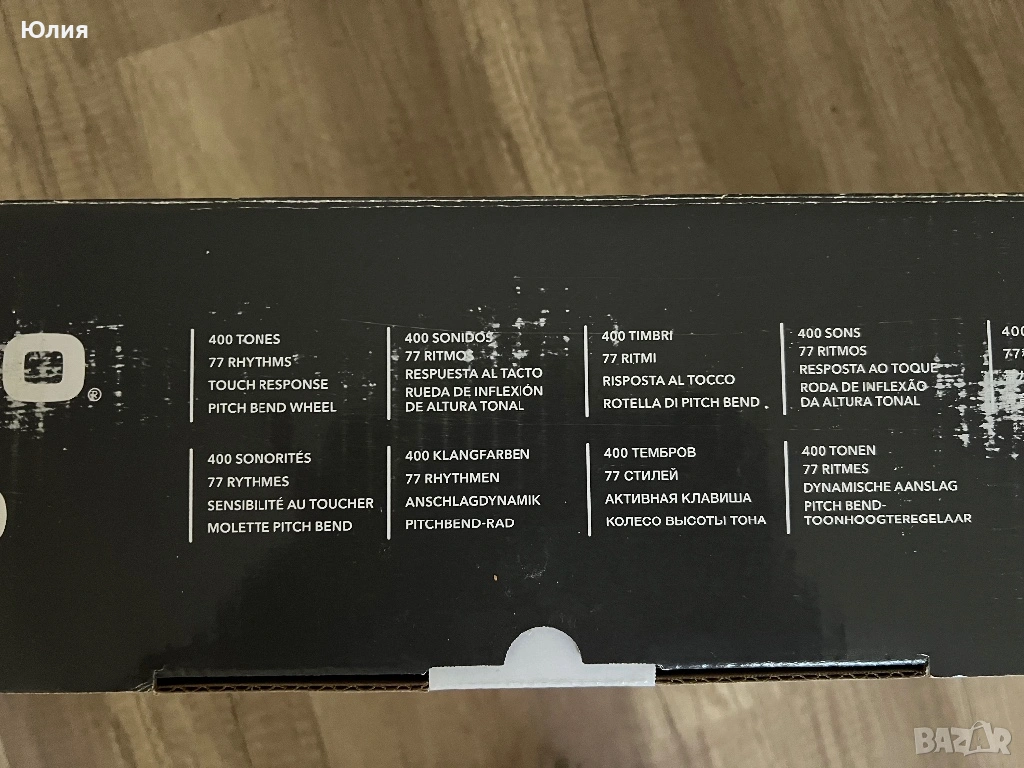 Юлия
O®
400 TONES
77 RHYTHMS
TOUCH RESPONSE
PITCH BEND WHEEL
400 SONIDOS
77 RITMOS
RESPUESTA AL TACTO
RUEDA DE INFLEXIÓN
DE ALTURA TONAL
400 TIMBRI
77 RITMI
RISPOSTA AL TOCCO
ROTELLA DI PITCH BEND
400 SONS
77 RITMOS
RESPOSTA AO TOQUE
RODA DE INFLEXÃO
DA ALTURA TONAL
400 SONORITÉS
77 RYTHMES
SENSIBILITÉ AU TOUCHER
MOLETTE PITCH BEND
400 KLANGFARBEN
77 RHYTHMEN
ANSCHLAGDYNAMIK
PITCHBEND-RAD
400 ТЕМБРОВ
77 СТИЛЕЙ
АКТИВНАЯ КЛАВИША
КОЛЕСО ВЫСОТЫ ТОНА
400 TONEN
77 RITMES
DYNAMISCHE AANSLAG
PITCH BEND-
TOONHOOGTEREGELAAR
BAZAR